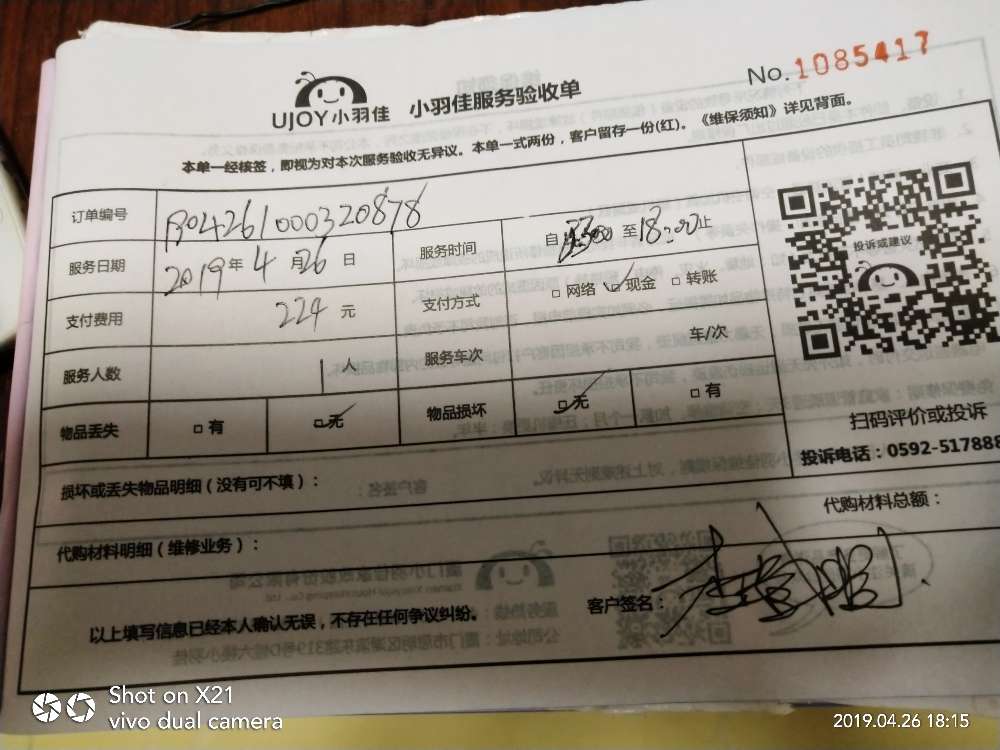 No.1085417
UJOY小羽佳 小羽佳服务验收单
本单一经核签，即视为对本次服务验收无异议。本单一式两份，客户留存一份(红)。《维保须知》详见背面。
订单编号 B04261000320878
服务日期 2019年4月26日 服务时间 自 至18:00止
支付费用 224元 支付方式 □网络 ☑现金 □转账
服务人数 1人 服务车次 车/次
物品丢失 □有 ☑无 物品损坏 ☑无 □有
投诉或建议
扫码评价或投诉
投诉电话：0592-517888
损坏或丢失物品明细（没有可不填）：
代购材料明细（维修业务）： 代购材料总额：
以上填写信息已经本人确认无误，不存在任何争议纠纷。 客户签名：
Shot on X21
vivo dual camera
2019.04.26 18:15